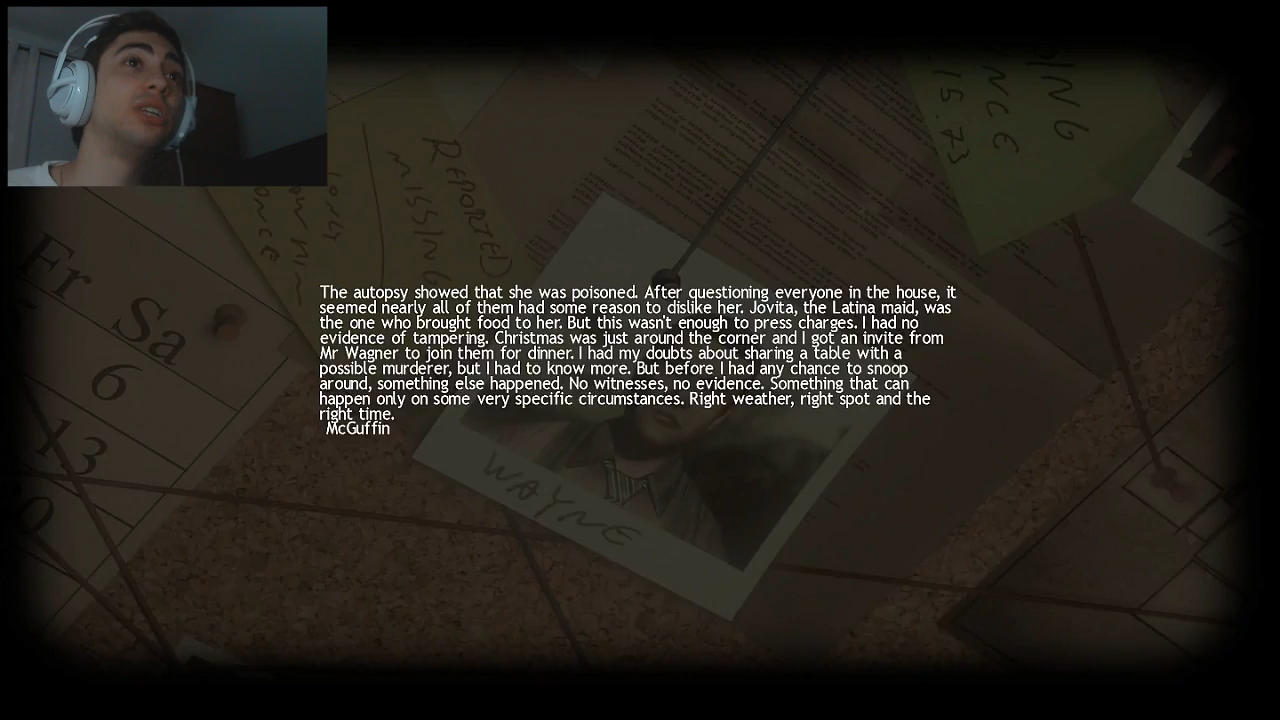 The autopsy showed that she was poisoned. After questioning everyone in the house, it
seemed nearly all of them had some reason to dislike her. Jovita, the Latina maid, was
the one who brought food to her. But this wasn't enough to press charges. I had no
evidence of tampering. Christmas was just around the corner and I got an invite from
Mr Wagner to join them for dinner. I had my doubts about sharing a table with a
possible murderer, but I had to know more. But before I had any chance to snoop
around, something else happened. No witnesses, no evidence. Something that can
happen only on some very specific circumstances. Right weather, right spot and the
right time.
McGuffin
REPORTED
MISSING
15.73
Fr Sa
6
13
WAYNE